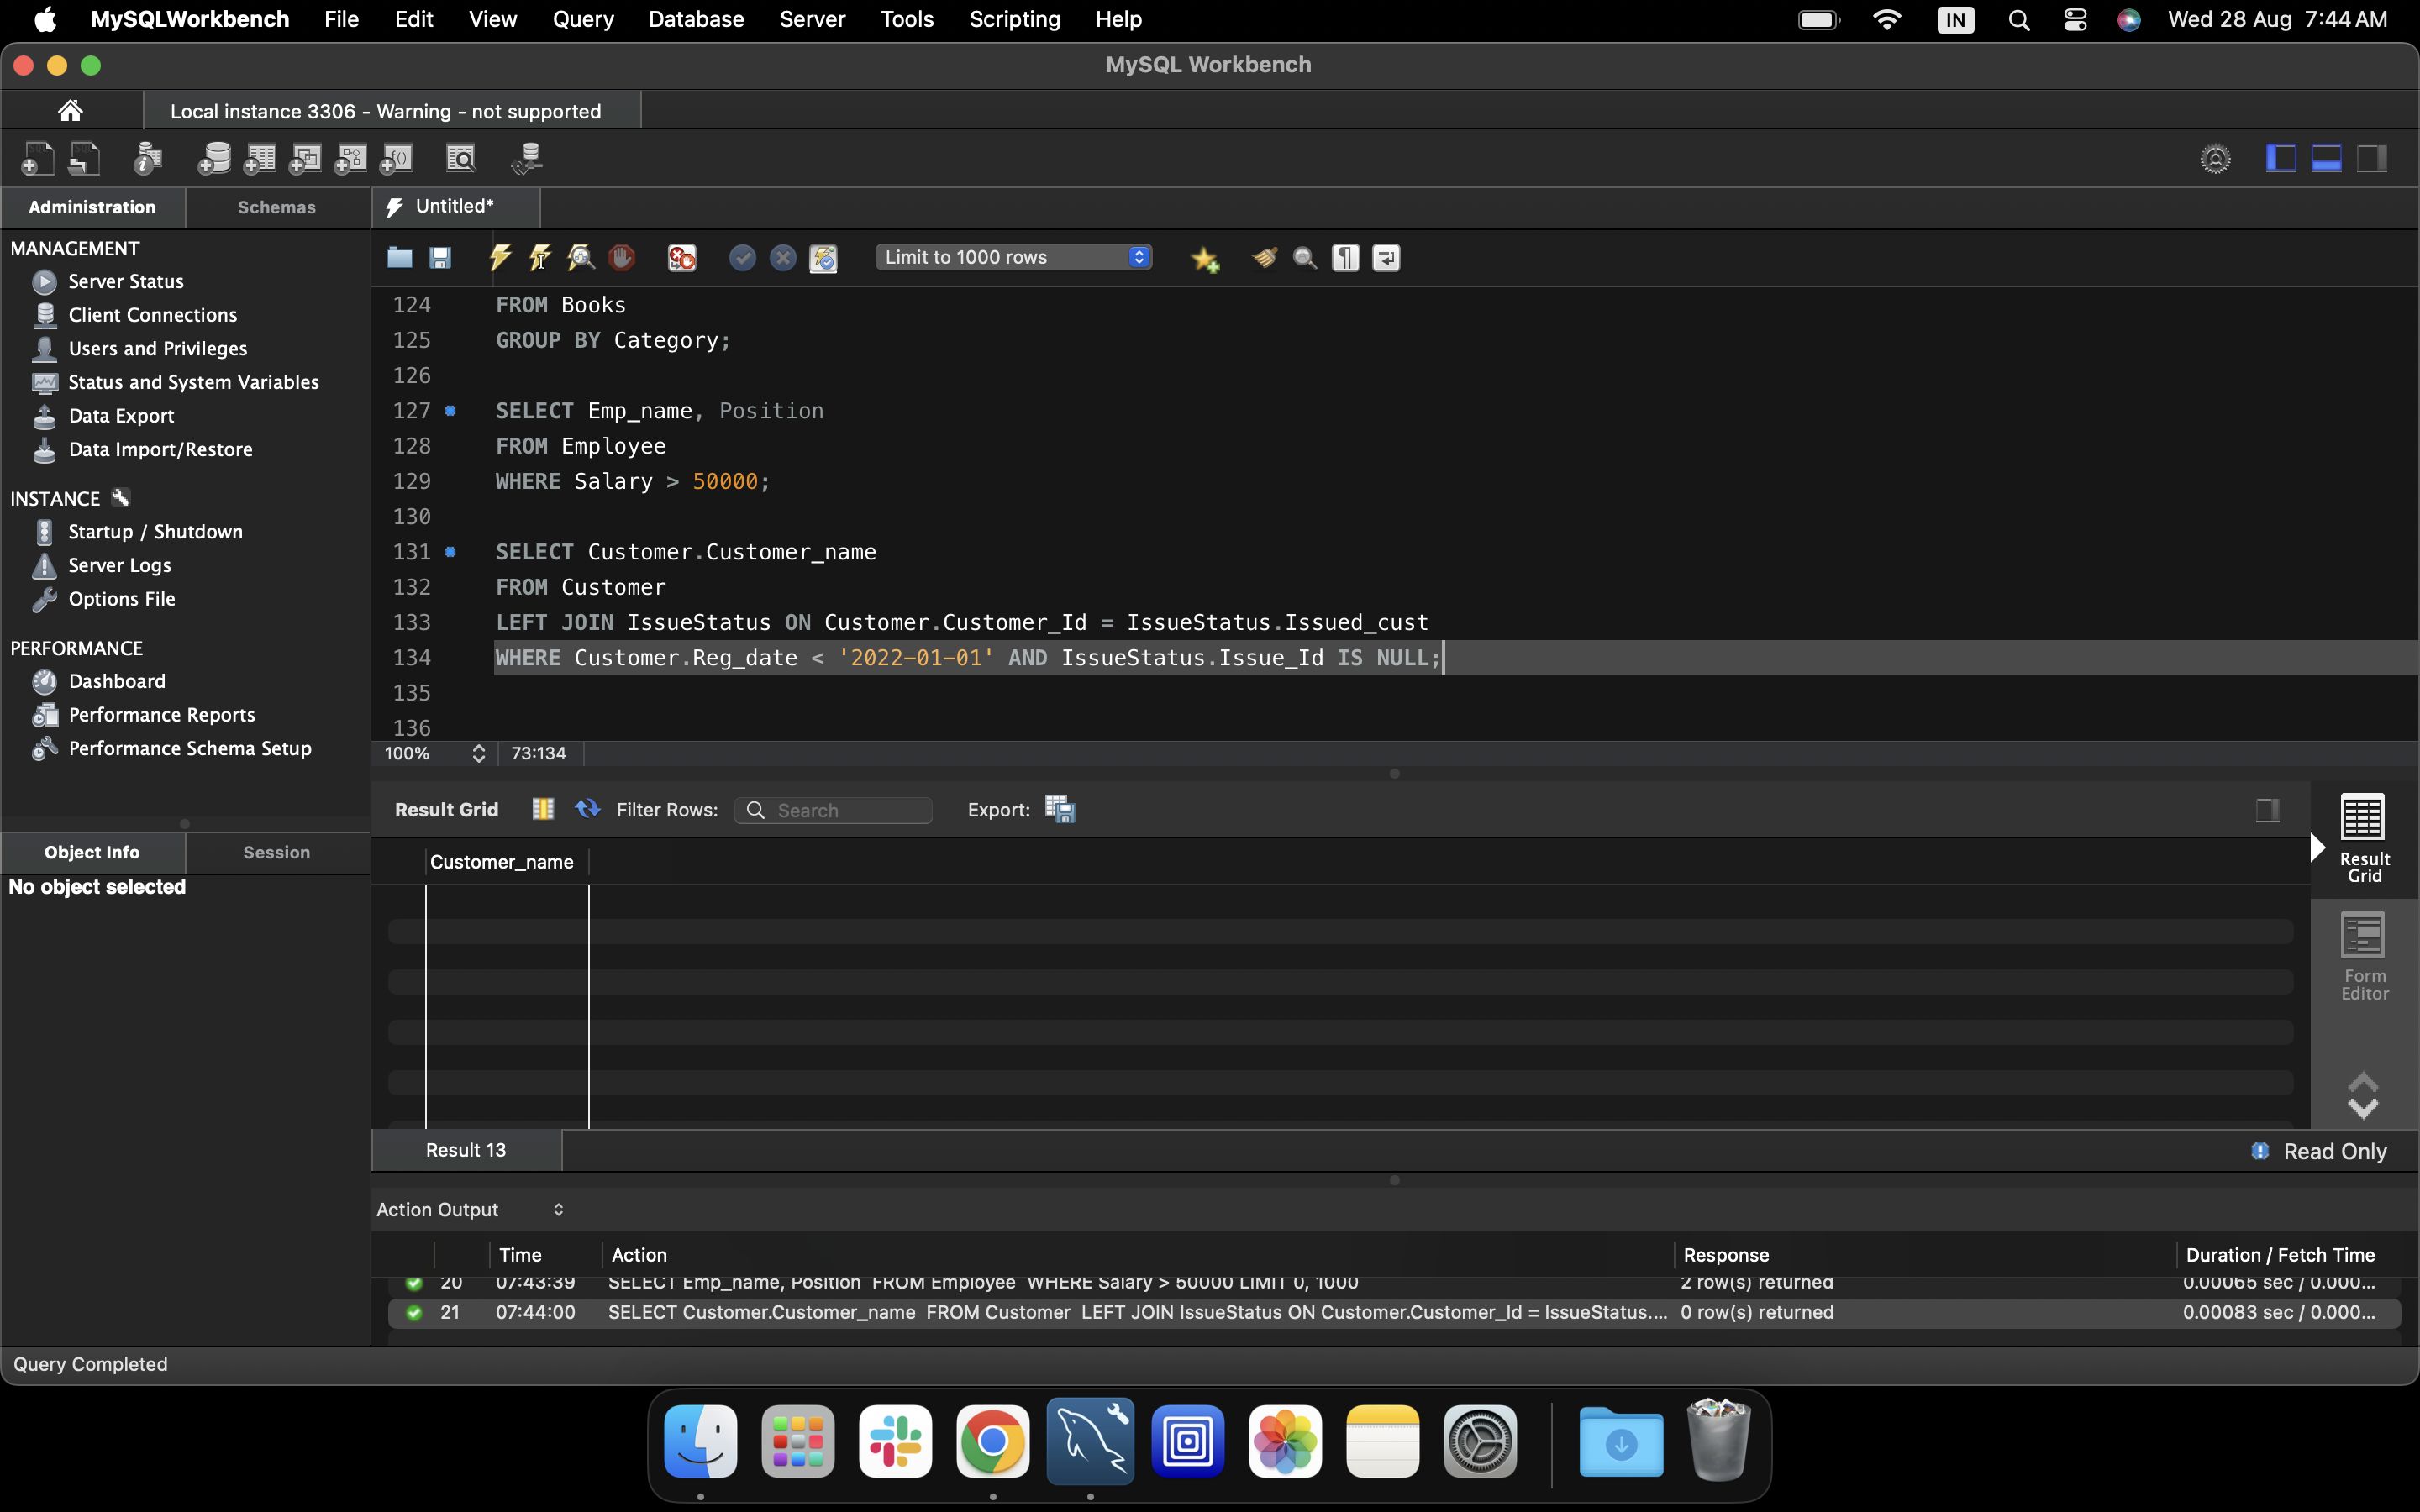 MySQLWorkbench File Edit View Query Database Server Tools Scripting Help IN Wed 28 Aug 7:44 AM
MySQL Workbench
Local instance 3306 - Warning - not supported
Administration Schemas Untitled*
MANAGEMENT
Server Status
Client Connections
Users and Privileges
Status and System Variables
Data Export
Data Import/Restore
INSTANCE
Startup / Shutdown
Server Logs
Options File
PERFORMANCE
Dashboard
Performance Reports
Performance Schema Setup
Object Info Session
No object selected
Limit to 1000 rows
124 FROM Books
125 GROUP BY Category;
126
127 SELECT Emp_name, Position
128 FROM Employee
129 WHERE Salary > 50000;
130
131 SELECT Customer.Customer_name
132 FROM Customer
133 LEFT JOIN IssueStatus ON Customer.Customer_Id = IssueStatus.Issued_cust
134 WHERE Customer.Reg_date < '2022-01-01' AND IssueStatus.Issue_Id IS NULL;
135
136
100% 73:134
Result Grid Filter Rows: Search Export:
Customer_name
Result Grid
Form Editor
Result 13 Read Only
Action Output
Time Action Response Duration / Fetch Time
20 07:43:39 SELECT Emp_name, Position FROM Employee WHERE Salary > 50000 LIMIT 0, 1000 2 row(s) returned 0.00065 sec / 0.000...
21 07:44:00 SELECT Customer.Customer_name FROM Customer LEFT JOIN IssueStatus ON Customer.Customer_Id = IssueStatus.... 0 row(s) returned 0.00083 sec / 0.000...
Query Completed